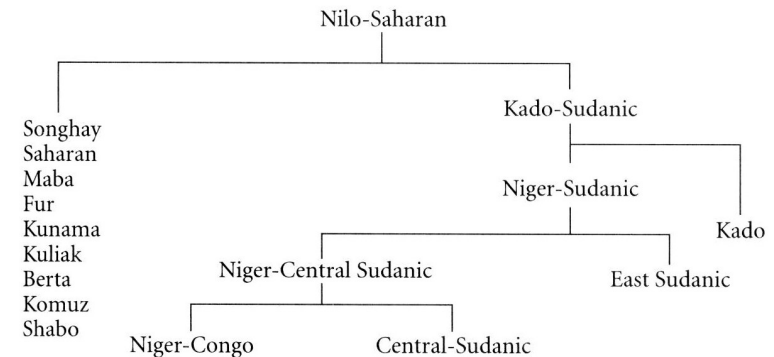 Nilo-Saharan
Kado-Sudanic
Songhay
Saharan
Maba
Fur
Kunama
Kuliak
Berta
Komuz
Shabo
Niger-Sudanic
Kado
Niger-Central Sudanic
East Sudanic
Niger-Congo
Central-Sudanic